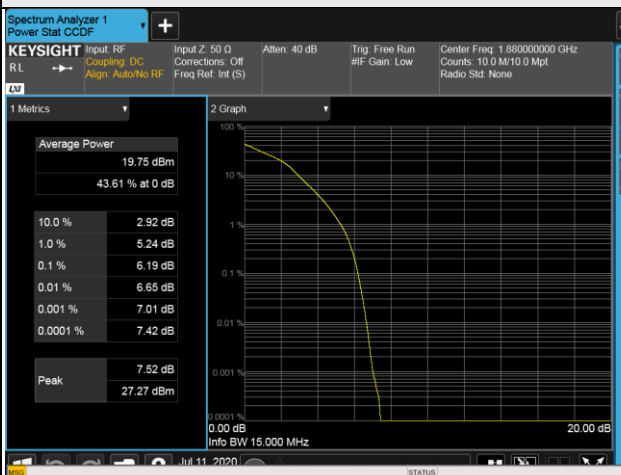 Spectrum Analyzer 1
Power Stat CCDF
+
KEYSIGHT
RL
LXI
Input: RF
Coupling: DC
Align: Auto/No RF
Input Z: 50 Ω
Corrections: Off
Freq Ref: Int (S)
Atten: 40 dB
Trig: Free Run
#IF Gain: Low
Center Freq: 1.880000000 GHz
Counts: 10.0 M/10.0 Mpt
Radio Std: None
1 Metrics
Average Power
19.75 dBm
43.61 % at 0 dB
10.0 % 2.92 dB
1.0 % 5.24 dB
0.1 % 6.19 dB
0.01 % 6.65 dB
0.001 % 7.01 dB
0.0001 % 7.42 dB
Peak
7.52 dB
27.27 dBm
2 Graph
100 %
10 %
1 %
0.1 %
0.01 %
0.001 %
0.0001 %
0.00 dB
20.00 dB
Info BW 15.000 MHz
Jul 11, 2020
MSG
STATUS